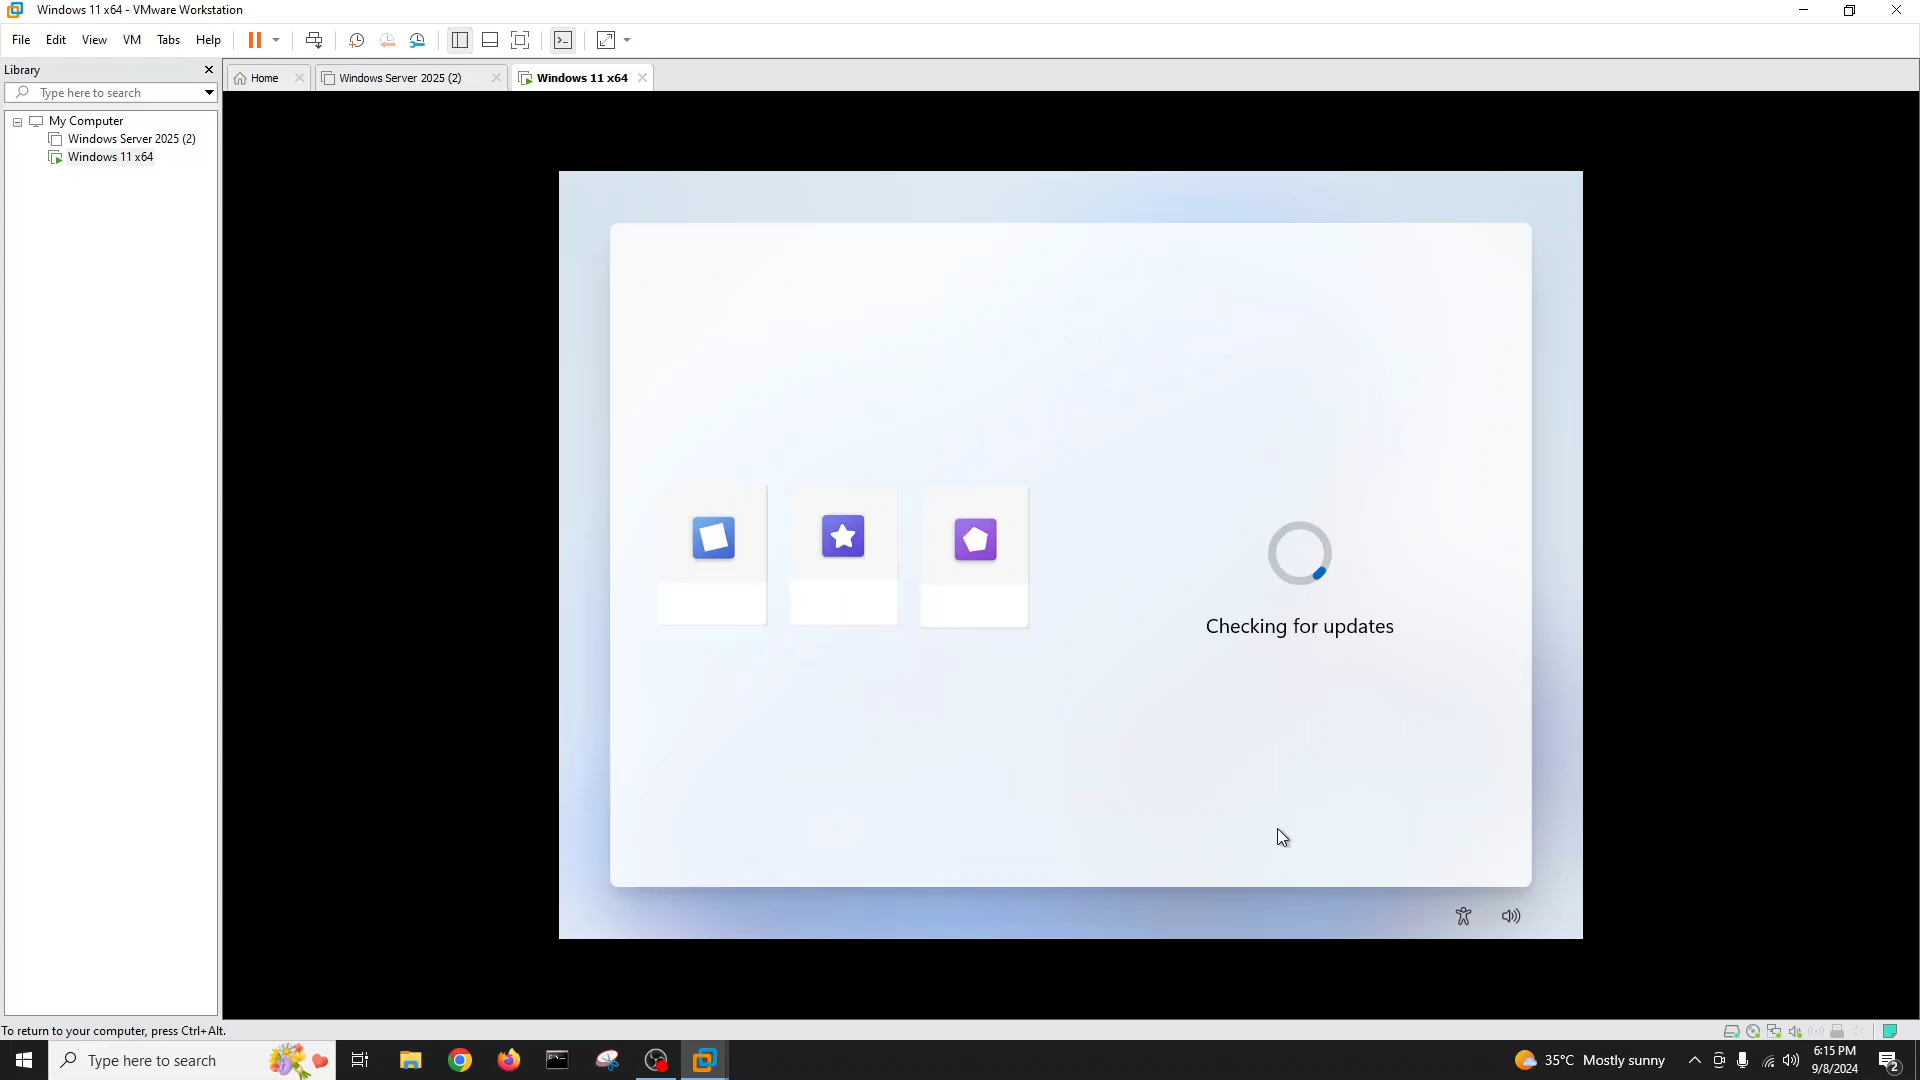 Windows 11 x64 - VMware Workstation
File Edit View VM Tabs Help
Library
Type here to search
My Computer
Windows Server 2025 (2)
Windows 11 x64
Home
Windows Server 2025 (2)
Windows 11 x64
Checking for updates
To return to your computer, press Ctrl+Alt.
Type here to search
35°C Mostly sunny
6:15 PM
9/8/2024
2